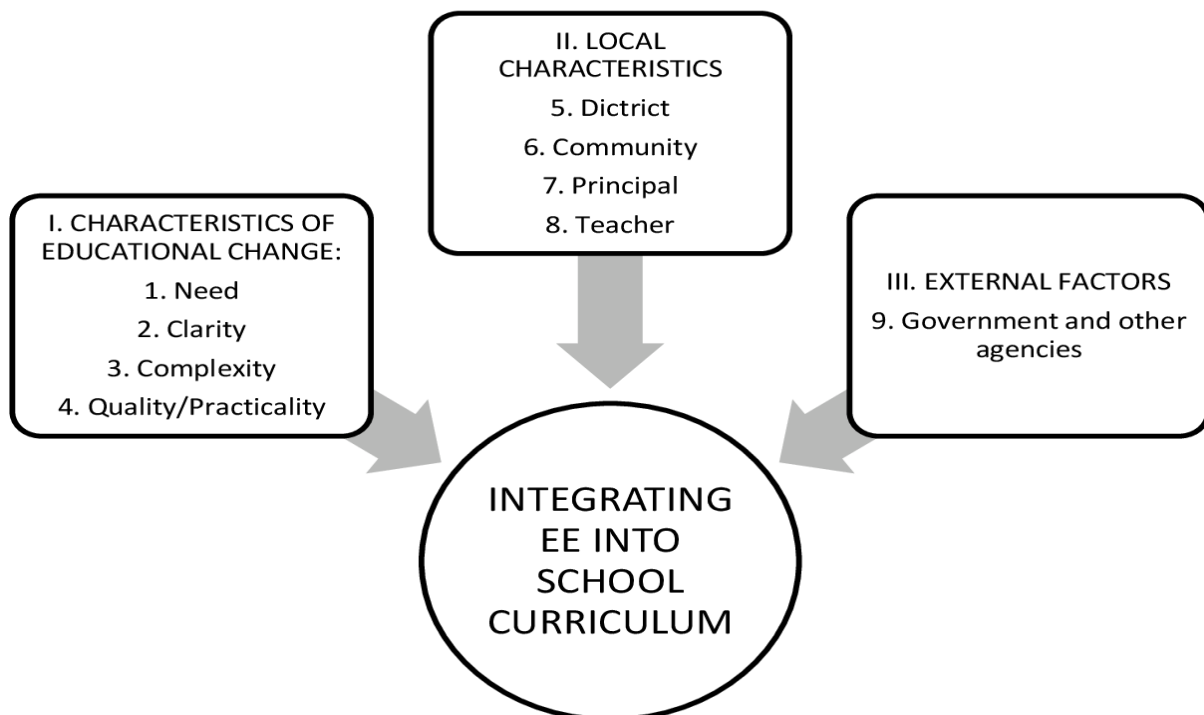 I. CHARACTERISTICS OF
EDUCATIONAL CHANGE:
1. Need
2. Clarity
3. Complexity
4. Quality/Practicality
II. LOCAL
CHARACTERISTICS
5. Dictrict
6. Community
7. Principal
8. Teacher
III. EXTERNAL FACTORS
9. Government and other
agencies
INTEGRATING
EE INTO
SCHOOL
CURRICULUM